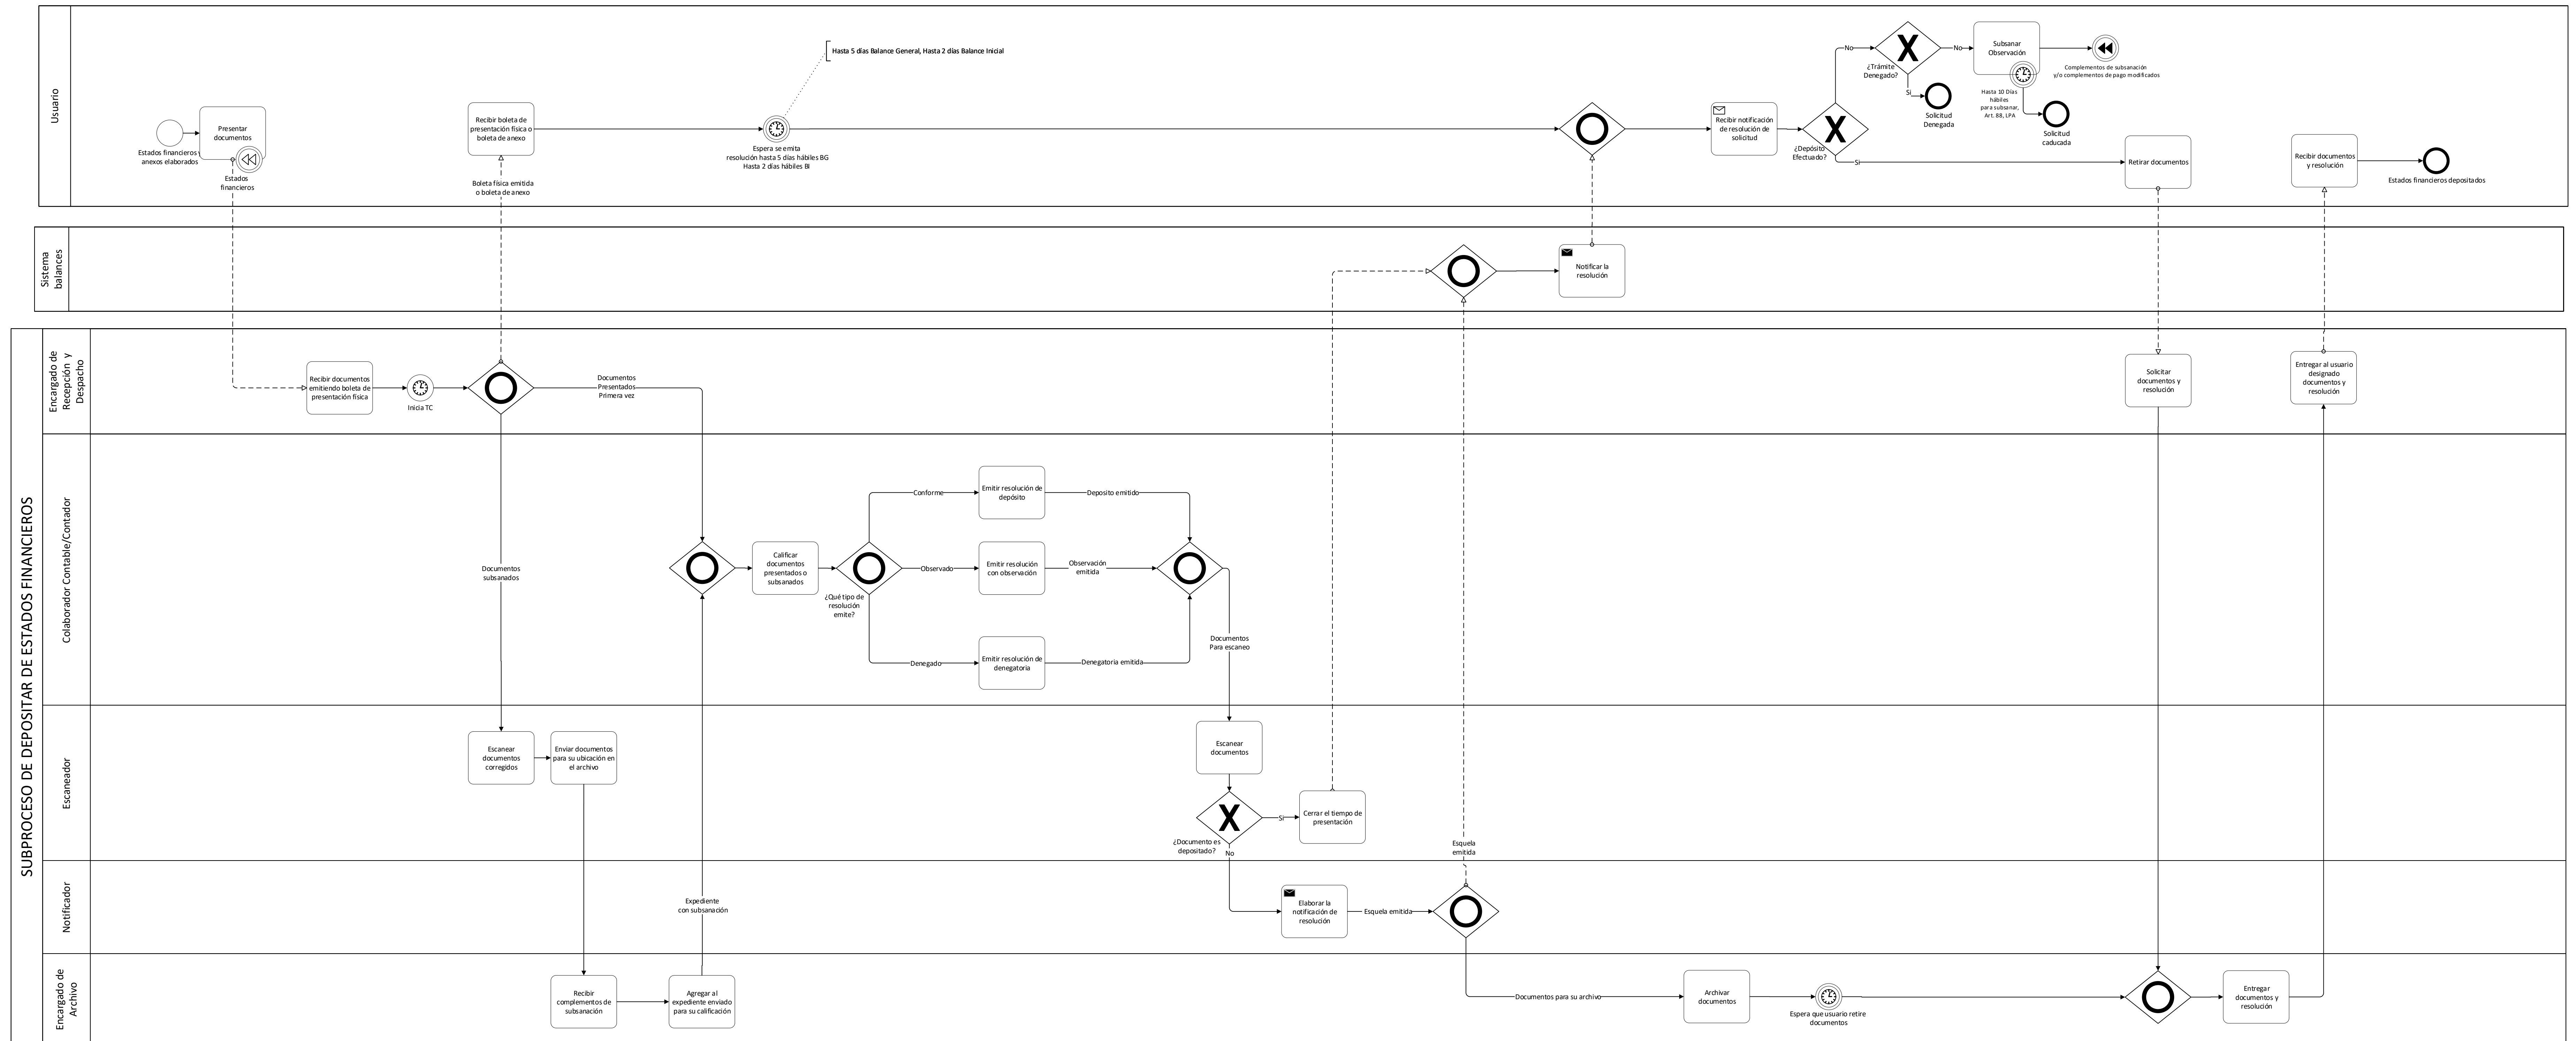 Usuario
Estados financieros y
anexos elaborados
Presentar
documentos
Estados
financieros
Recibir boleta de
presentación física o
boleta de anexo
Boleta física emitida
o boleta de anexo
Hasta 5 días Balance General, Hasta 2 días Balance Inicial
Espera se emita
resolución hasta 5 días hábiles BG
Hasta 2 días hábiles BI
Recibir notificación
de resolución de
solicitud
¿Depósito
Efectuado?
No
Si
¿Trámite
Denegado?
No
Si
Solicitud
Denegada
Subsanar
Observación
Hasta 10 Días
hábiles
para subsanar,
Art. 88, LPA
Solicitud
caducada
Complementos de subsanación
y/o complementos de pago modificados
Retirar documentos
Recibir documentos
y resolución
Estados financieros depositados
Sistema
balances
Notificar la
resolución
SUBPROCESO DE DEPOSITAR DE ESTADOS FINANCIEROS
Encargado de
Recepción y
Despacho
Recibir documentos
emitiendo boleta de
presentación física
Inicia TC
Documentos
Presentados
Primera vez
Solicitar
documentos y
resolución
Entregar al usuario
designado
documentos y
resolución
Colaborador Contable/Contador
Documentos
subsanados
Calificar
documentos
presentados o
subsanados
¿Qué tipo de
resolución
emite?
Conforme
Emitir resolución de
depósito
Deposito emitido
Observado
Emitir resolución
con observación
Observación
emitida
Denegado
Emitir resolución de
denegatoria
Denegatoria emitida
Documentos
Para escaneo
Escaneador
Escanear
documentos
corregidos
Enviar documentos
para su ubicación en
el archivo
Escanear
documentos
¿Documento es
depositado?
Si
No
Cerrar el tiempo de
presentación
Esquela
emitida
Notificador
Expediente
con subsanación
Elaborar la
notificación de
resolución
Esquela emitida
Encargado de
Archivo
Recibir
complementos de
subsanación
Agregar al
expediente enviado
para su calificación
Documentos para su archivo
Archivar
documentos
Espera que usuario retire
documentos
Entregar
documentos y
resolución